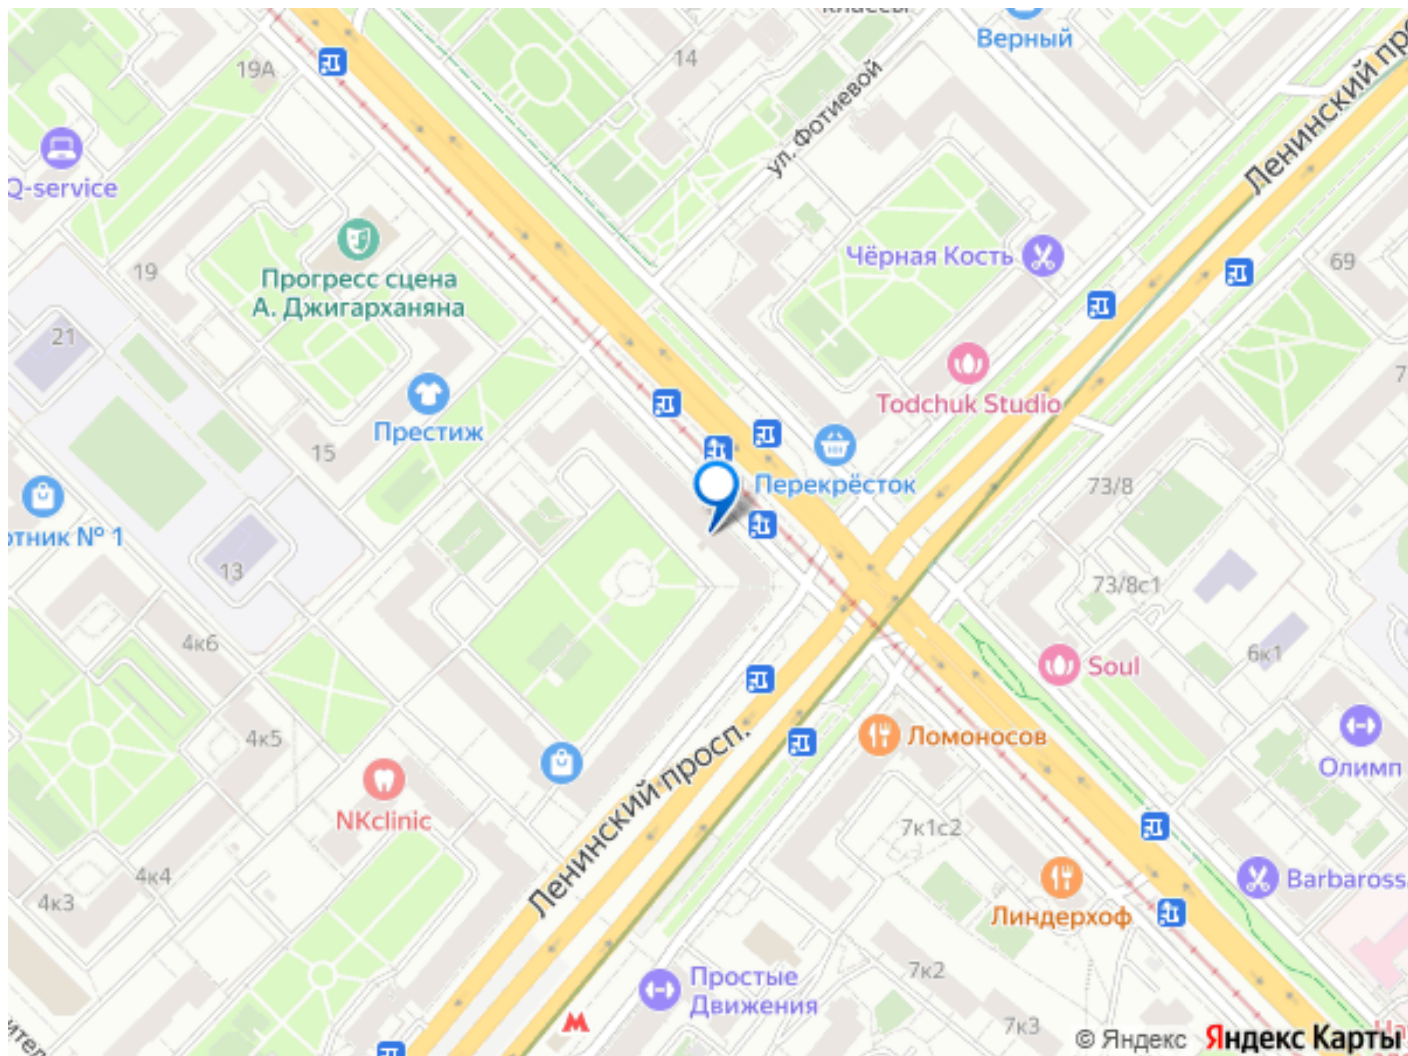 Верный
14
19А
ул. Фотиевой
Ленинский
Q-service
Чёрная Кость
69
19
Прогресс сцена
А. Джигарханяна
21
Todchuk Studio
Престиж
15
Перекрёсток
73/8
№ 1
13
73/8с1
4к6
6к1
Soul
4к5
Ленинский просп.
Ломоносов
Олимп
NKclinic
7к1с2
4к4
4к3
Barbaross
Линдерхоф
Простые
Движения
7к2
7к3
© Яндекс Яндекс Карты